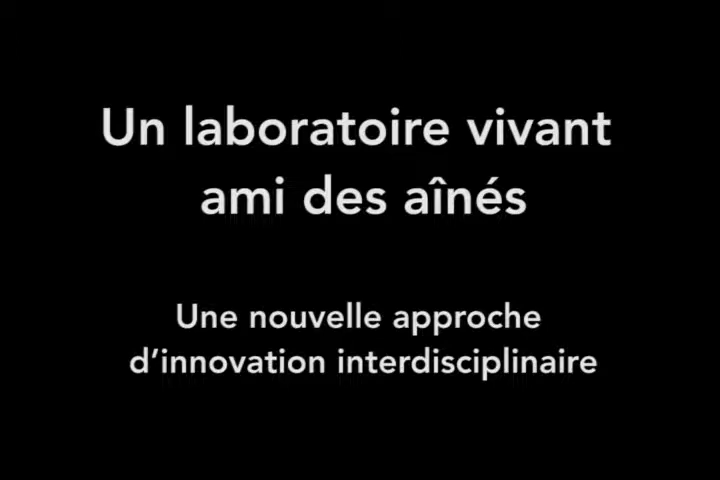 Un laboratoire vivant
ami des aînés
Une nouvelle approche
d’innovation interdisciplinaire